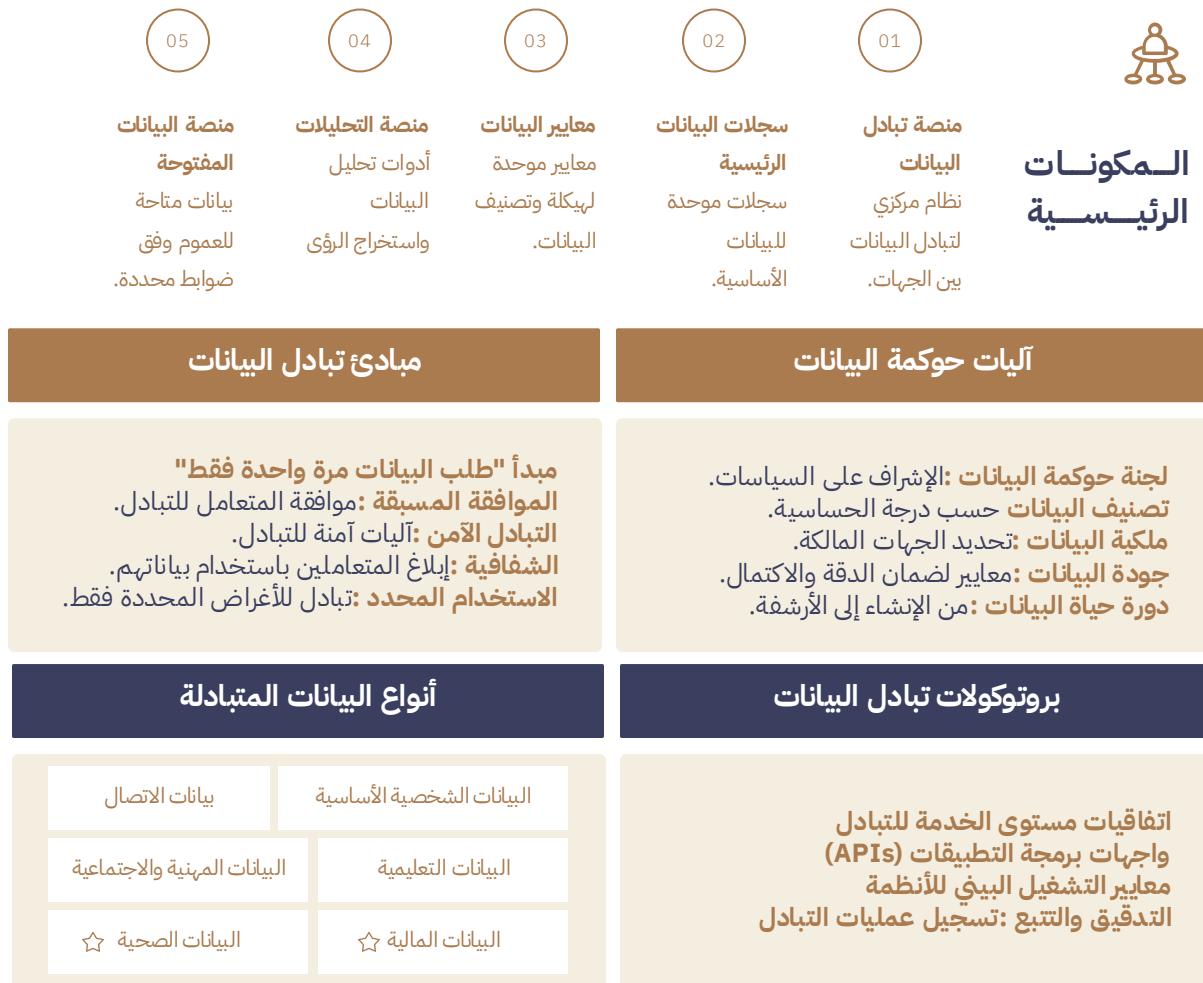 الـــمكونـــات
الرئيـــســـية
01
منصة تبادل
البيانات
نظام مركزي
لتبادل البيانات
بين الجهات.
02
سجلات البيانات
الرئيسية
سجلات موحدة
للبيانات
الأساسية.
03
معايير البيانات
معايير موحدة
لهيكلة وتصنيف
البيانات.
04
منصة التحليلات
أدوات تحليل
البيانات
واستخراج الرؤى
05
منصة البيانات
المفتوحة
بيانات متاحة
للعموم وفق
ضوابط محددة.
آليات حوكمة البيانات
لجنة حوكمة البيانات :الإشراف على السياسات.
تصنيف البيانات حسب درجة الحساسية.
ملكية البيانات :تحديد الجهات المالكة.
جودة البيانات :معايير لضمان الدقة والاكتمال.
دورة حياة البيانات :من الإنشاء إلى الأرشفة.
مبادئ تبادل البيانات
مبدأ "طلب البيانات مرة واحدة فقط"
الموافقة المسبقة :موافقة المتعامل للتبادل.
التبادل الآمن :آليات آمنة للتبادل.
الشفافية :إبلاغ المتعاملين باستخدام بياناتهم.
الاستخدام المحدد :تبادل للأغراض المحددة فقط.
بروتوكولات تبادل البيانات
اتفاقيات مستوى الخدمة للتبادل
واجهات برمجة التطبيقات (APIs)
معايير التشغيل البيني للأنظمة
التدقيق والتتبع :تسجيل عمليات التبادل
أنواع البيانات المتبادلة
البيانات الشخصية الأساسية
بيانات الاتصال
البيانات التعليمية
البيانات المهنية والاجتماعية
البيانات المالية
البيانات الصحية